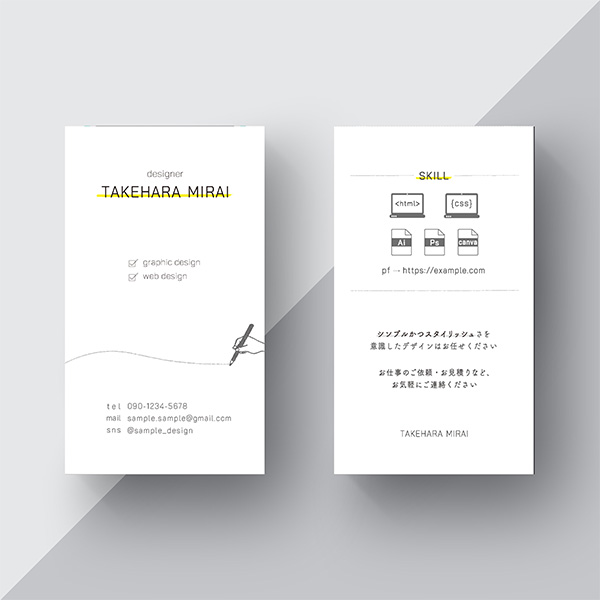 designer
TAKEHARA MIRAI
graphic design
web design
tel 090-1234-5678
mail sample.sample@gmail.com
sns @sample_design
SKILL
<html> {css}
Ai Ps canva
pf → https://example.com
シンプルかつスタイリッシュさを
意識したデザインはお任せください
お仕事のご依頼・お見積りなど、
お気軽にご連絡ください
TAKEHARA MIRAI